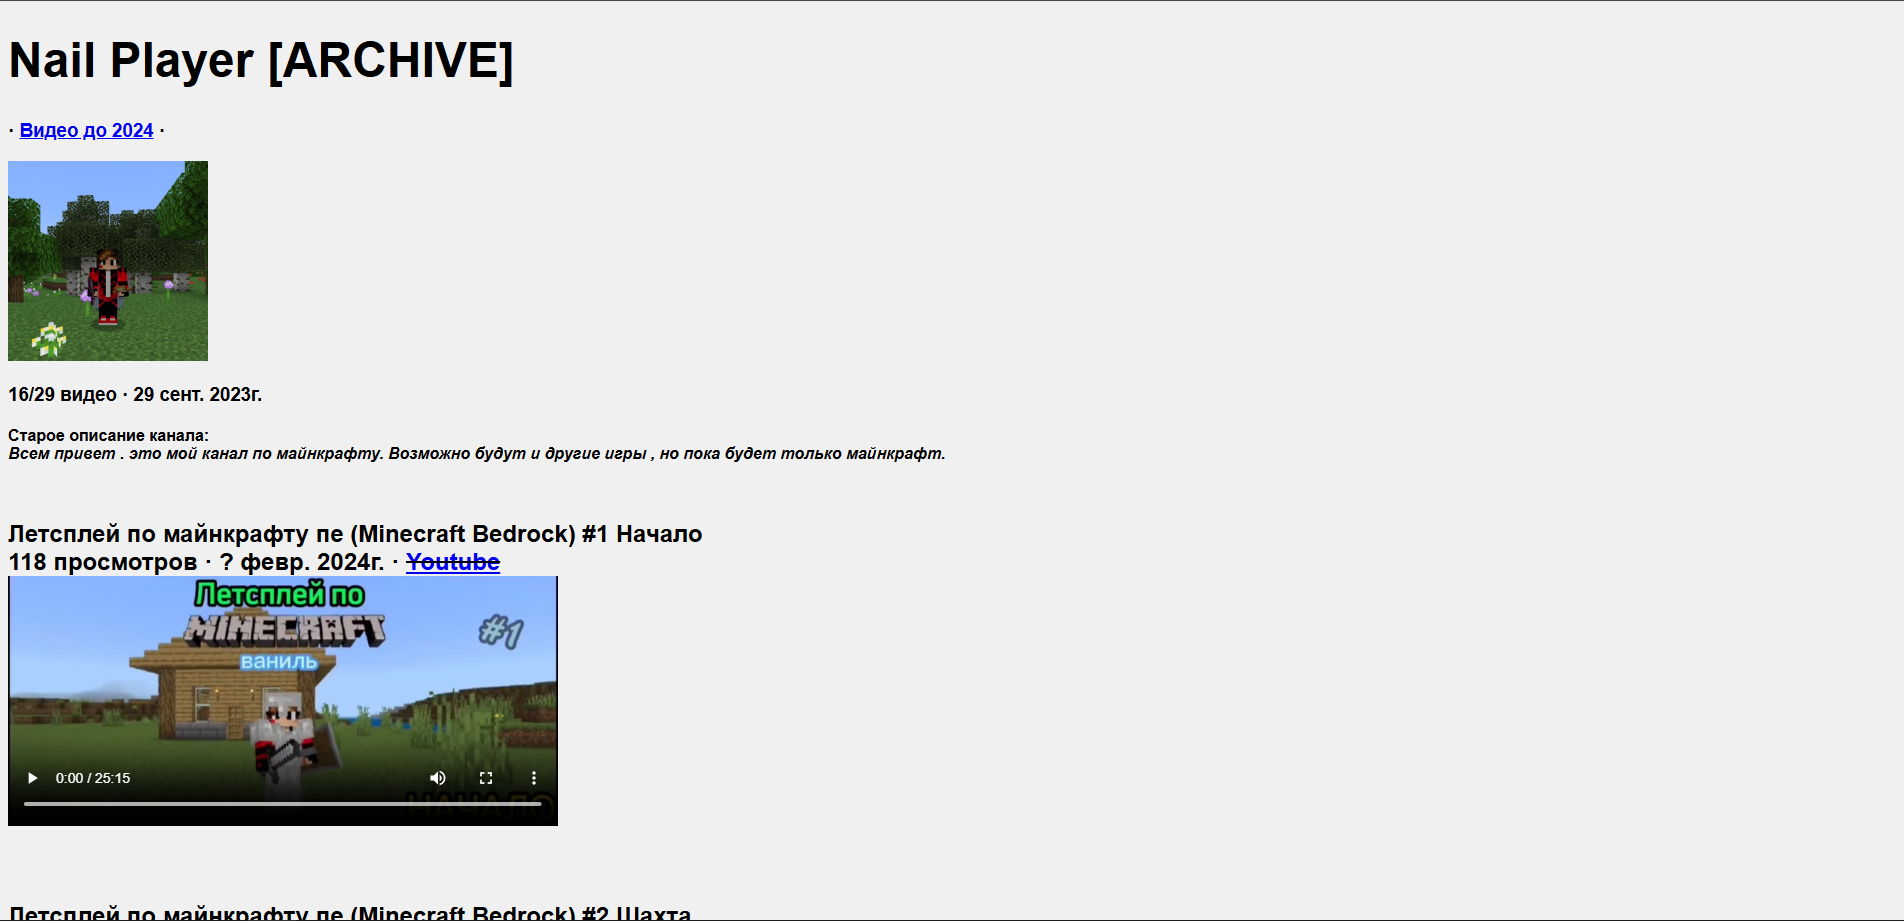 Nail Player [ARCHIVE]
· Видео до 2024 ·
16/29 видео · 29 сент. 2023г.
Старое описание канала:
Всем привет . это мой канал по майнкрафту. Возможно будут и другие игры , но пока будет только майнкрафт.
Летсплей по майнкрафту пе (Minecraft Bedrock) #1 Начало
118 просмотров · ? февр. 2024г. · Youtube
Летсплей по
MINECRAFT
#1
ваниль
0:00 / 25:15
НАЧАЛО
Летсплей по майнкрафту пе (Minecraft Bedrock) #2 Шахта